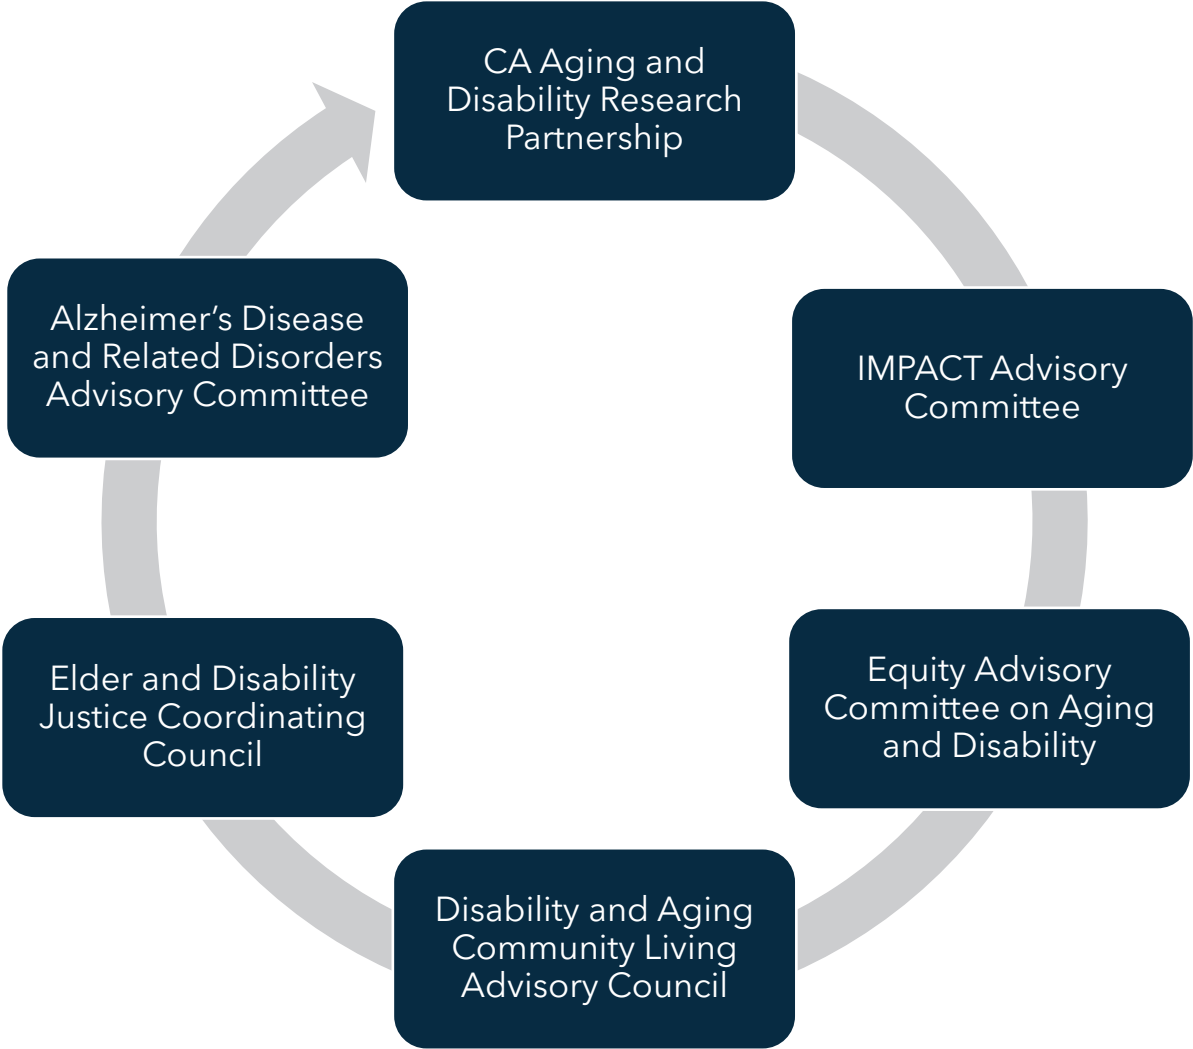 CA Aging and
Disability Research
Partnership
IMPACT Advisory
Committee
Equity Advisory
Committee on Aging
and Disability
Disability and Aging
Community Living
Advisory Council
Elder and Disability
Justice Coordinating
Council
Alzheimer’s Disease
and Related Disorders
Advisory Committee